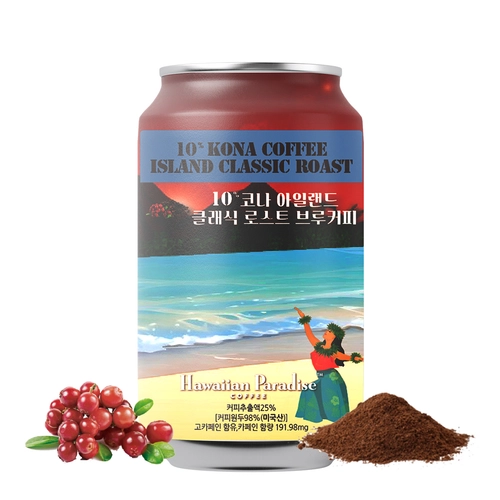 10% KONA COFFEE
ISLAND CLASSIC ROAST
10% 코나 아일랜드
클래식 로스트 브루커피
Hawaiian Paradise
COFFEE
커피추출액25%
[커피원두98%(미국산)]
고카페인 함유,카페인 함량 191.98mg